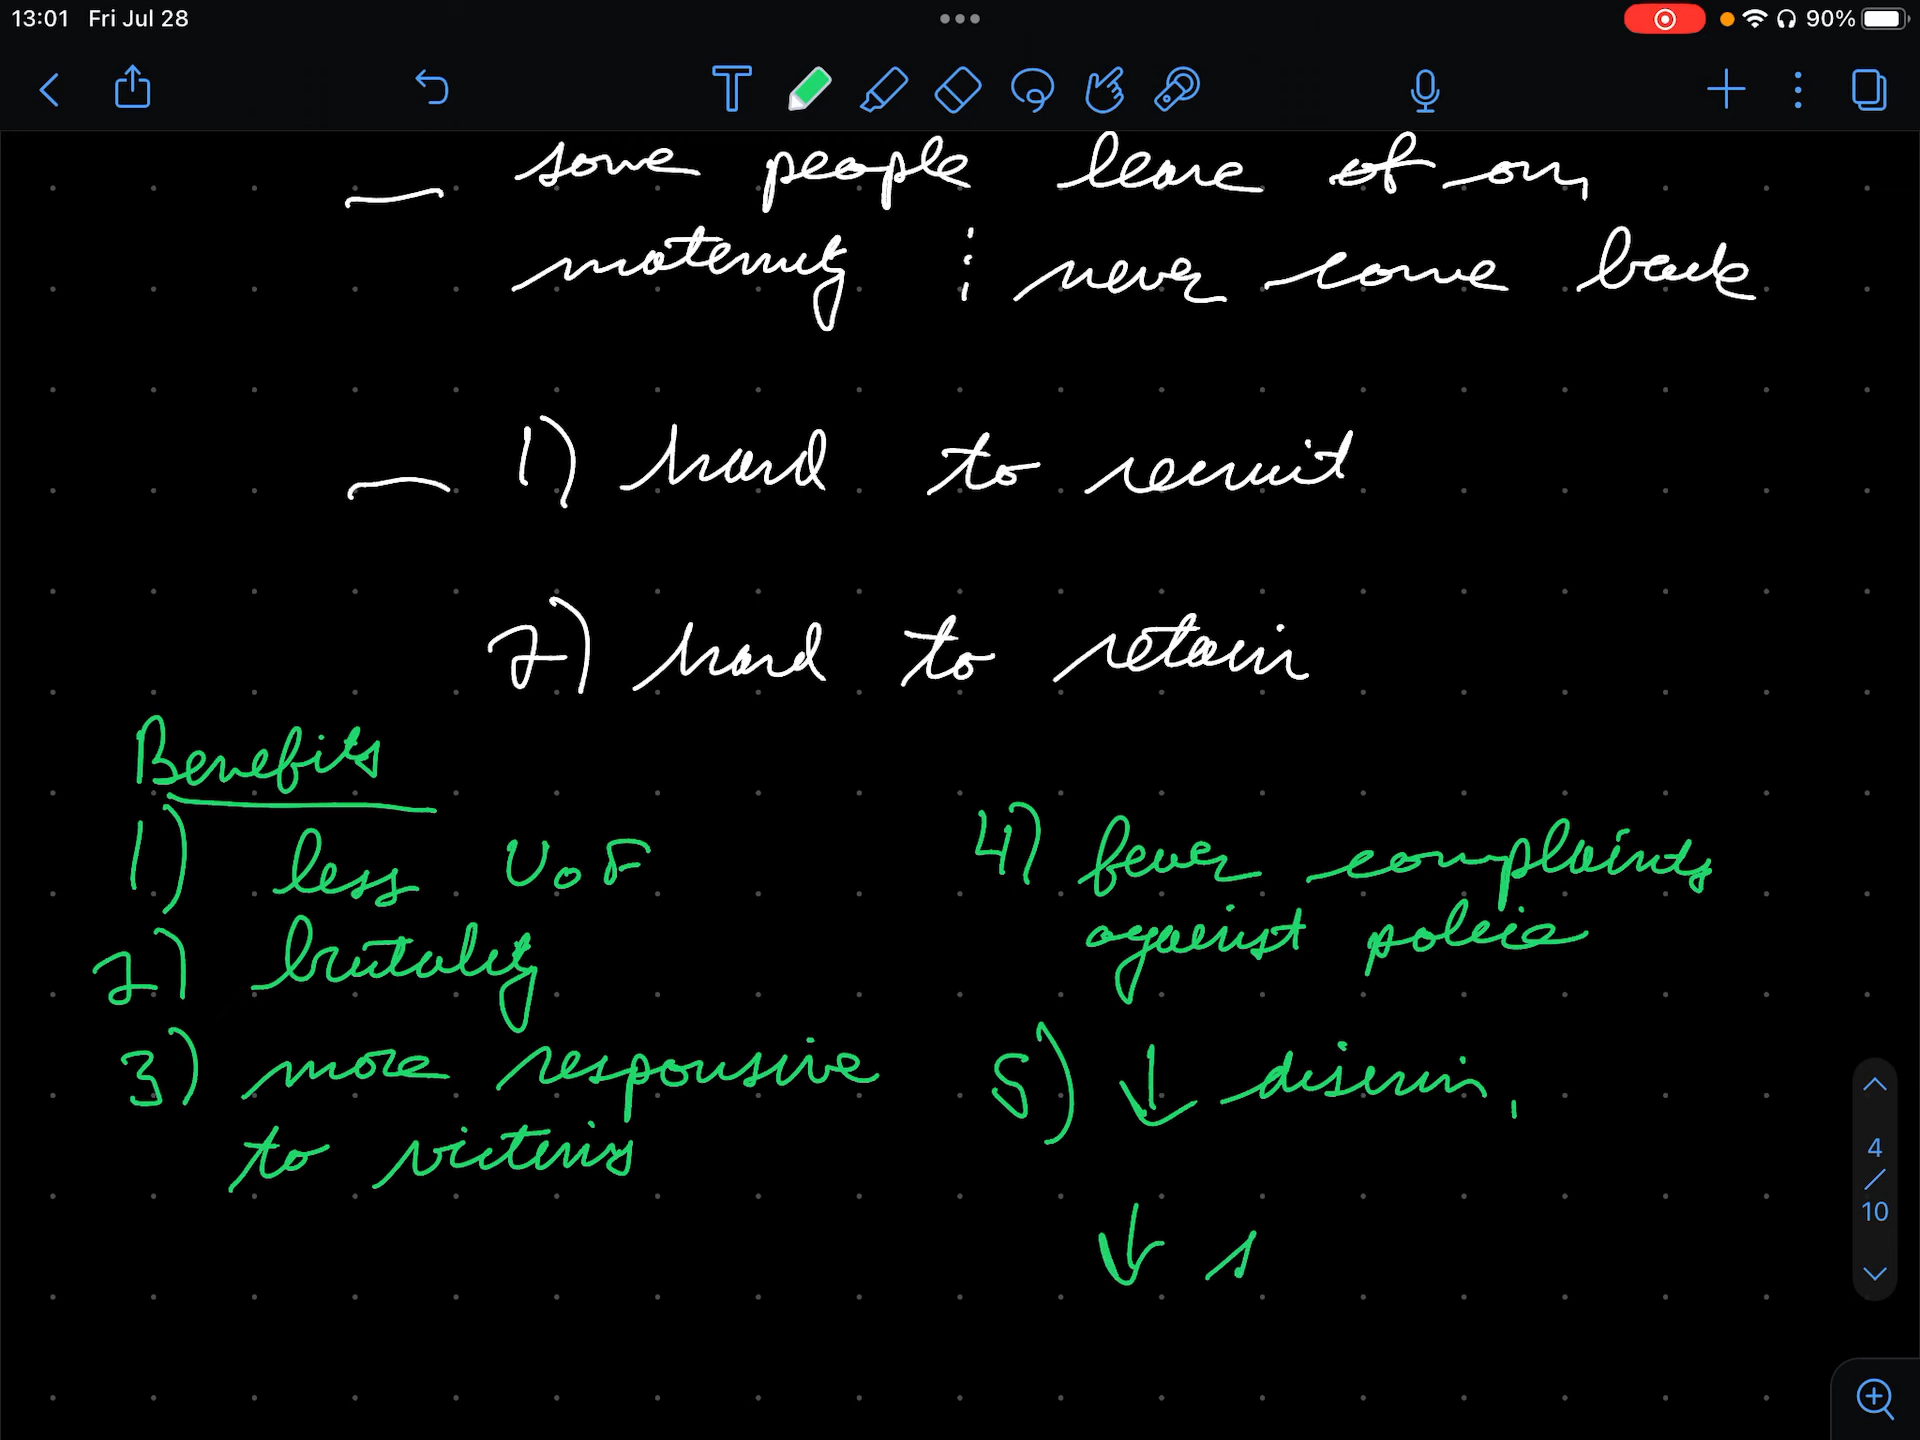 13:01 Fri Jul 28
90%
T
— some people leave of on,
maternity ; never come back
— 1) hard to recruit
2) hard to retain
Benefits
1) less UoF
2) brutality
3) more responsive
to victims
4) fewer complaints
against police
5) ↓ discrim,
↓ s
4
/
10